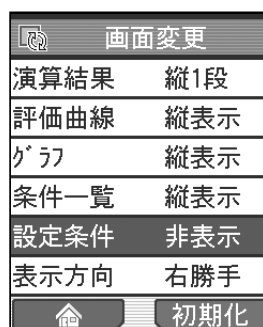 画面変更
演算結果 縦1段
評価曲線 縦表示
グラフ 縦表示
条件一覧 縦表示
設定条件 非表示
表示方向 右勝手
初期化